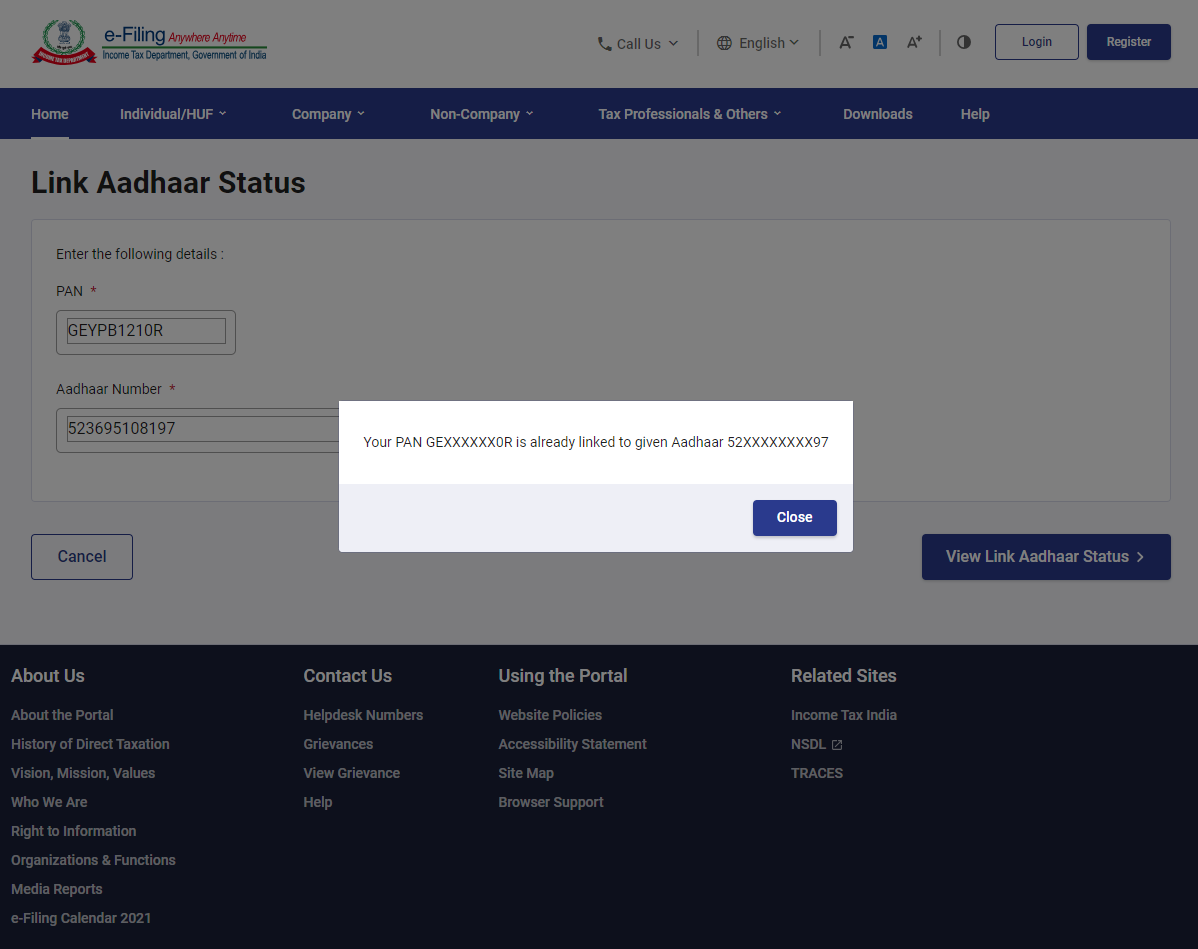 e-Filing Anywhere Anytime
Income Tax Department, Government of India
INCOME TAX DEPARTMENT
Call Us
English
A-
A
A+
Login
Register
Home
Individual/HUF
Company
Non-Company
Tax Professionals & Others
Downloads
Help
Link Aadhaar Status
Enter the following details :
PAN *
GEYPB1210R
Aadhaar Number *
523695108197
Your PAN GEXXXXXX0R is already linked to given Aadhaar 52XXXXXXXX97
Close
Cancel
View Link Aadhaar Status >
About Us
About the Portal
History of Direct Taxation
Vision, Mission, Values
Who We Are
Right to Information
Organizations & Functions
Media Reports
e-Filing Calendar 2021
Contact Us
Helpdesk Numbers
Grievances
View Grievance
Help
Using the Portal
Website Policies
Accessibility Statement
Site Map
Browser Support
Related Sites
Income Tax India
NSDL
TRACES